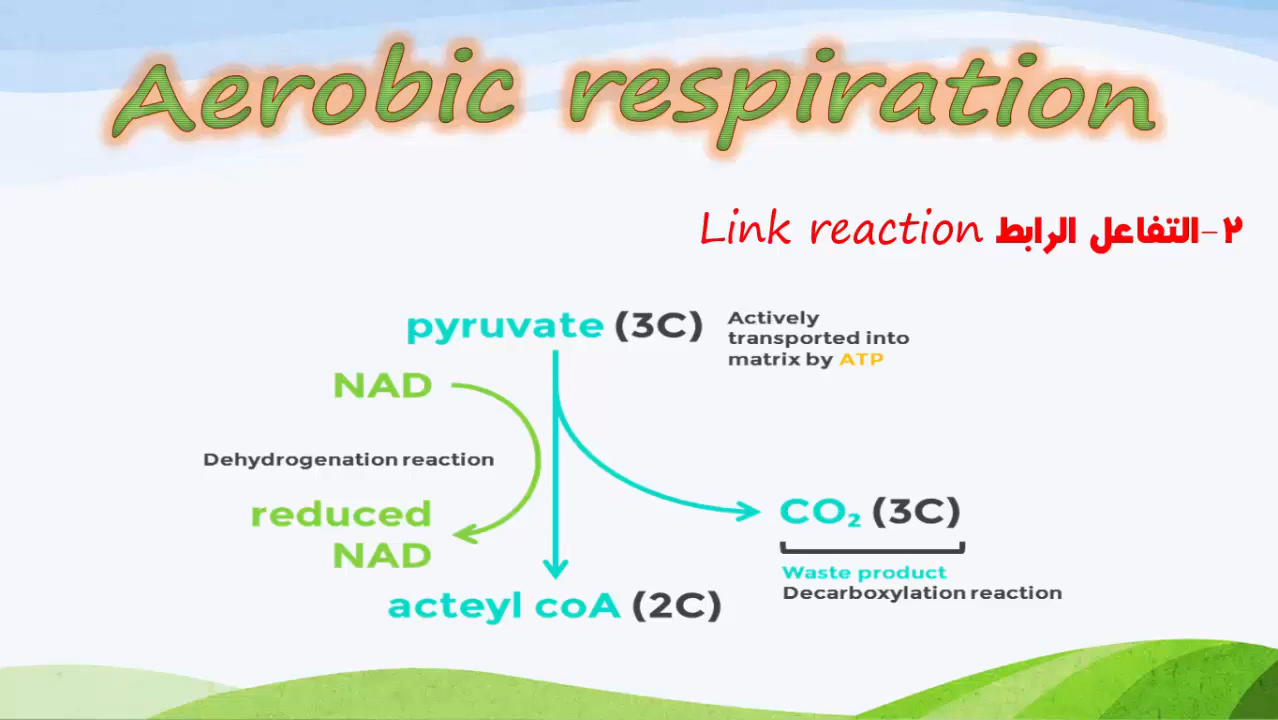 Aerobic respiration
٢-التفاعل الرابط Link reaction
pyruvate (3C)
Actively
transported into
matrix by ATP
NAD
Dehydrogenation reaction
reduced
NAD
CO₂ (3C)
Waste product
Decarboxylation reaction
acteyl coA (2C)